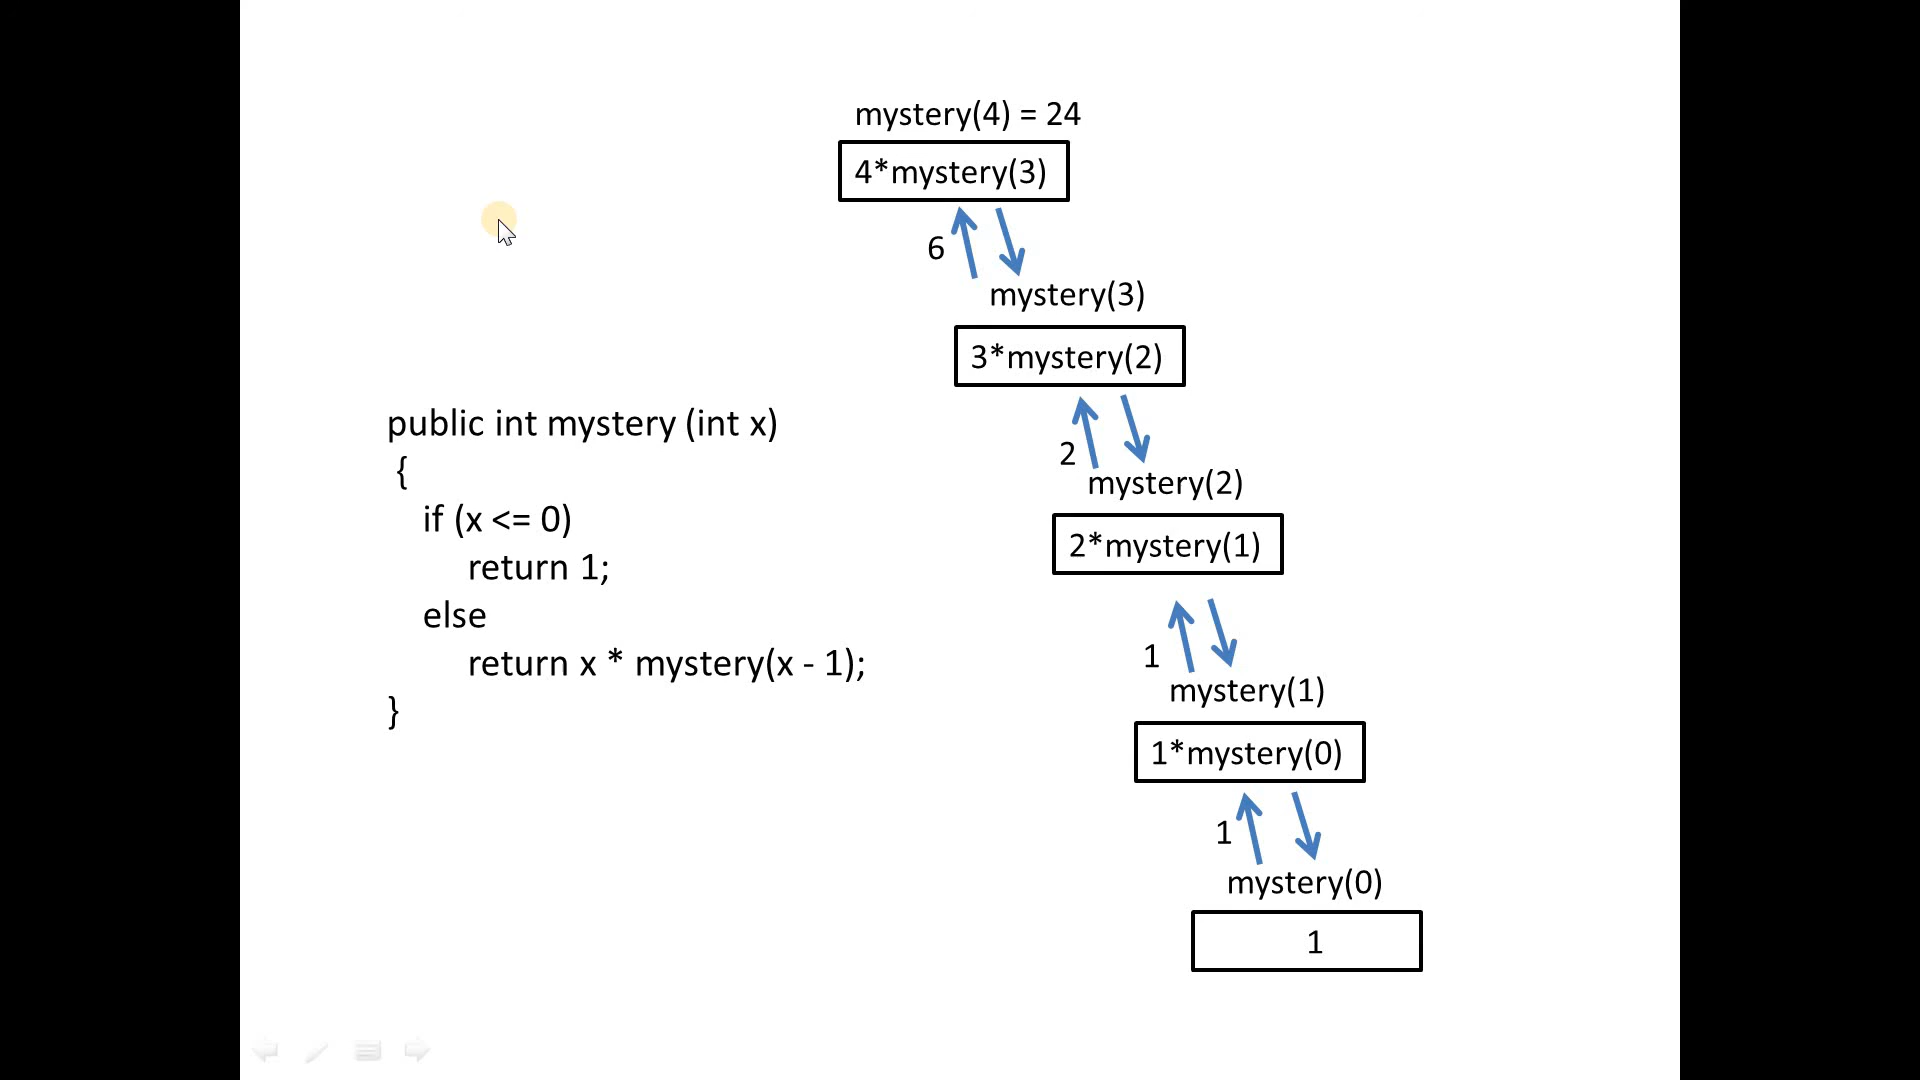 mystery(4) = 24
4*mystery(3)
6
mystery(3)
3*mystery(2)
2
mystery(2)
2*mystery(1)
1
mystery(1)
1*mystery(0)
1
mystery(0)
1
public int mystery (int x)
{
if (x <= 0)
return 1;
else
return x * mystery(x - 1);
}